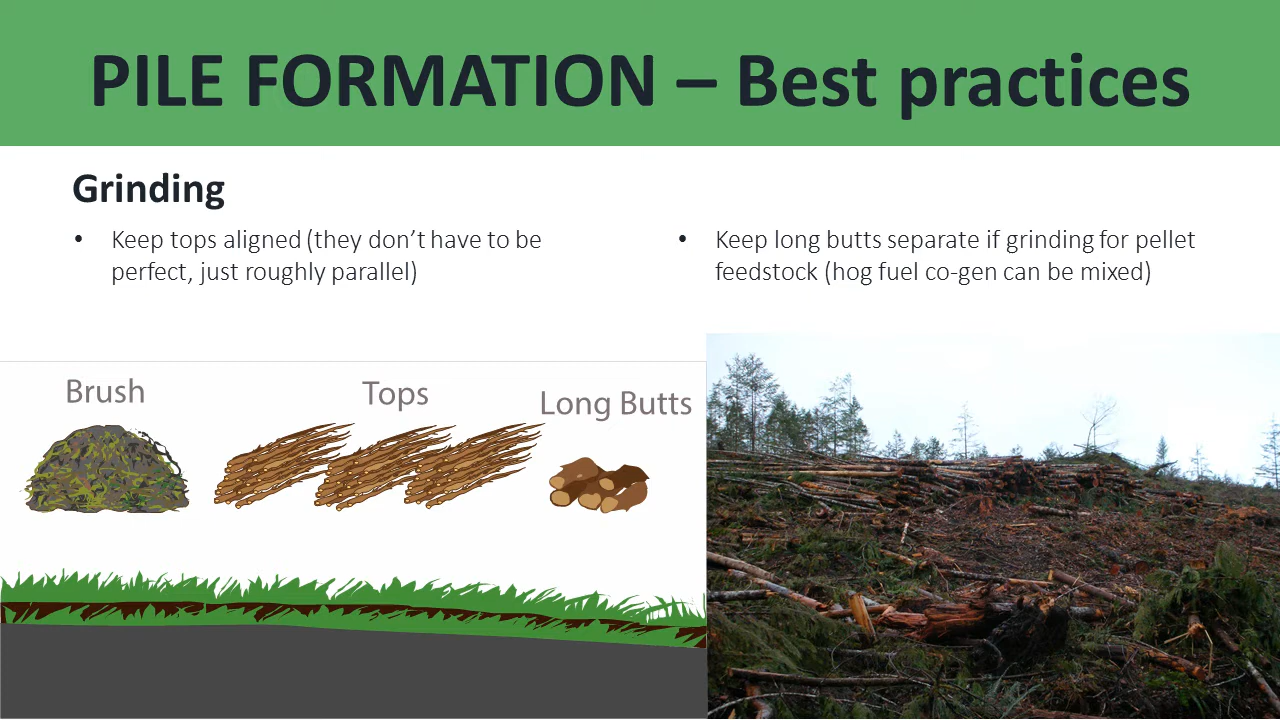 PILE FORMATION – Best practices
Grinding
• Keep tops aligned (they don’t have to be
perfect, just roughly parallel)
• Keep long butts separate if grinding for pellet
feedstock (hog fuel co-gen can be mixed)
Brush
Tops
Long Butts